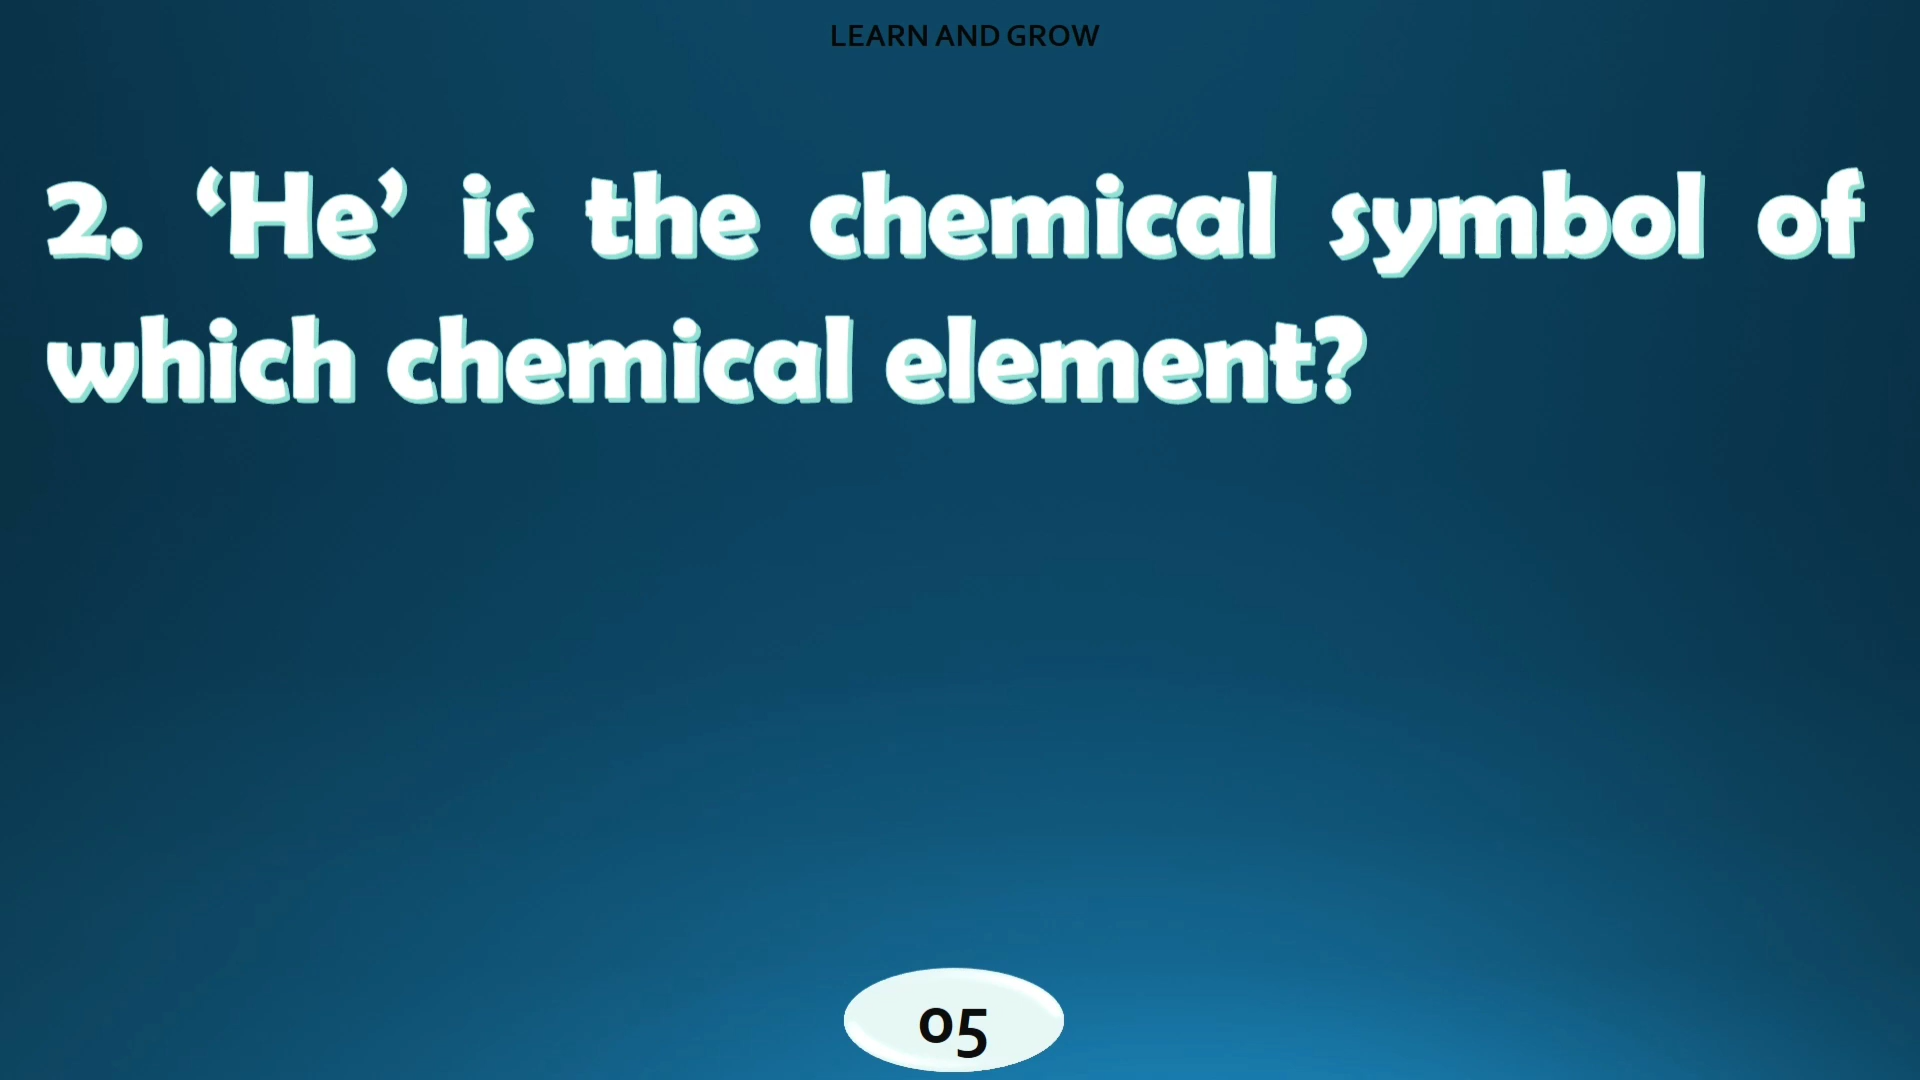 LEARN AND GROW
2. ‘He’ is the chemical symbol of
which chemical element?
05